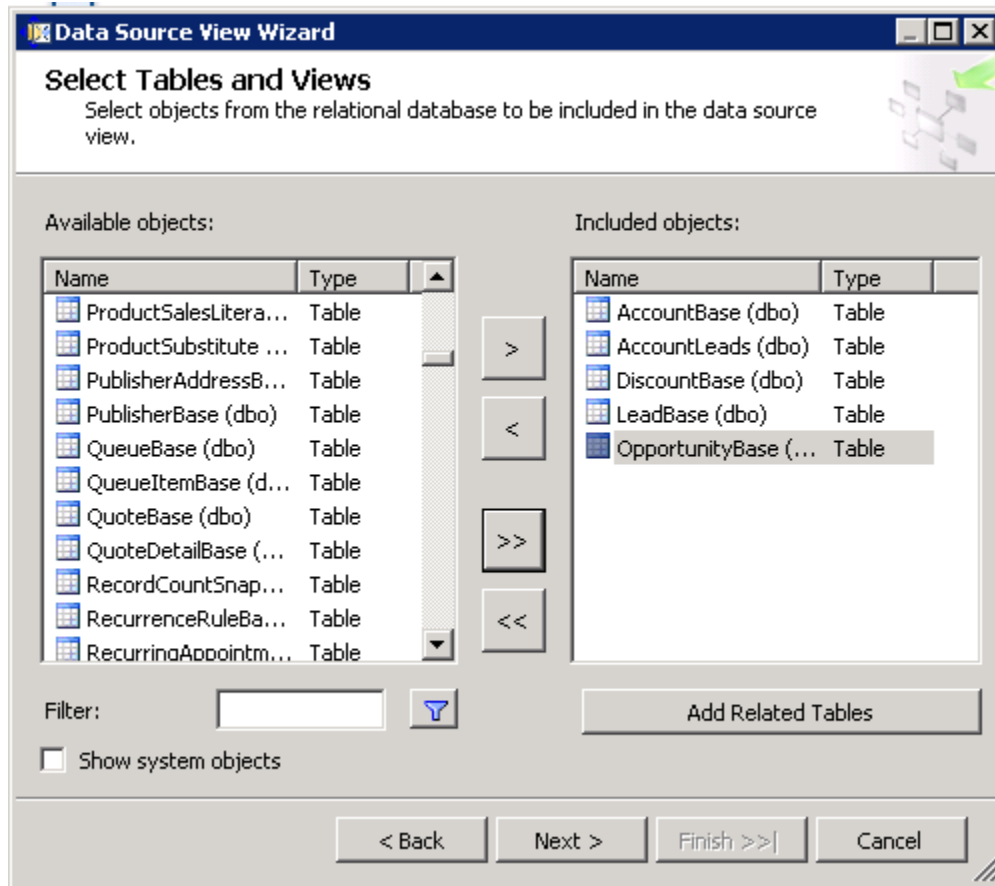 Data Source View Wizard
Select Tables and Views
Select objects from the relational database to be included in the data source
view.
Available objects:
Name Type
ProductSalesLitera... Table
ProductSubstitute ... Table
PublisherAddressB... Table
PublisherBase (dbo) Table
QueueBase (dbo) Table
QueueItemBase (d... Table
QuoteBase (dbo) Table
QuoteDetailBase (... Table
RecordCountSnap... Table
RecurrenceRuleBa... Table
RecurringAppointm... Table
>
<
>>
<<
Included objects:
Name Type
AccountBase (dbo) Table
AccountLeads (dbo) Table
DiscountBase (dbo) Table
LeadBase (dbo) Table
OpportunityBase (... Table
Filter:
Add Related Tables
Show system objects
< Back Next > Finish >>| Cancel